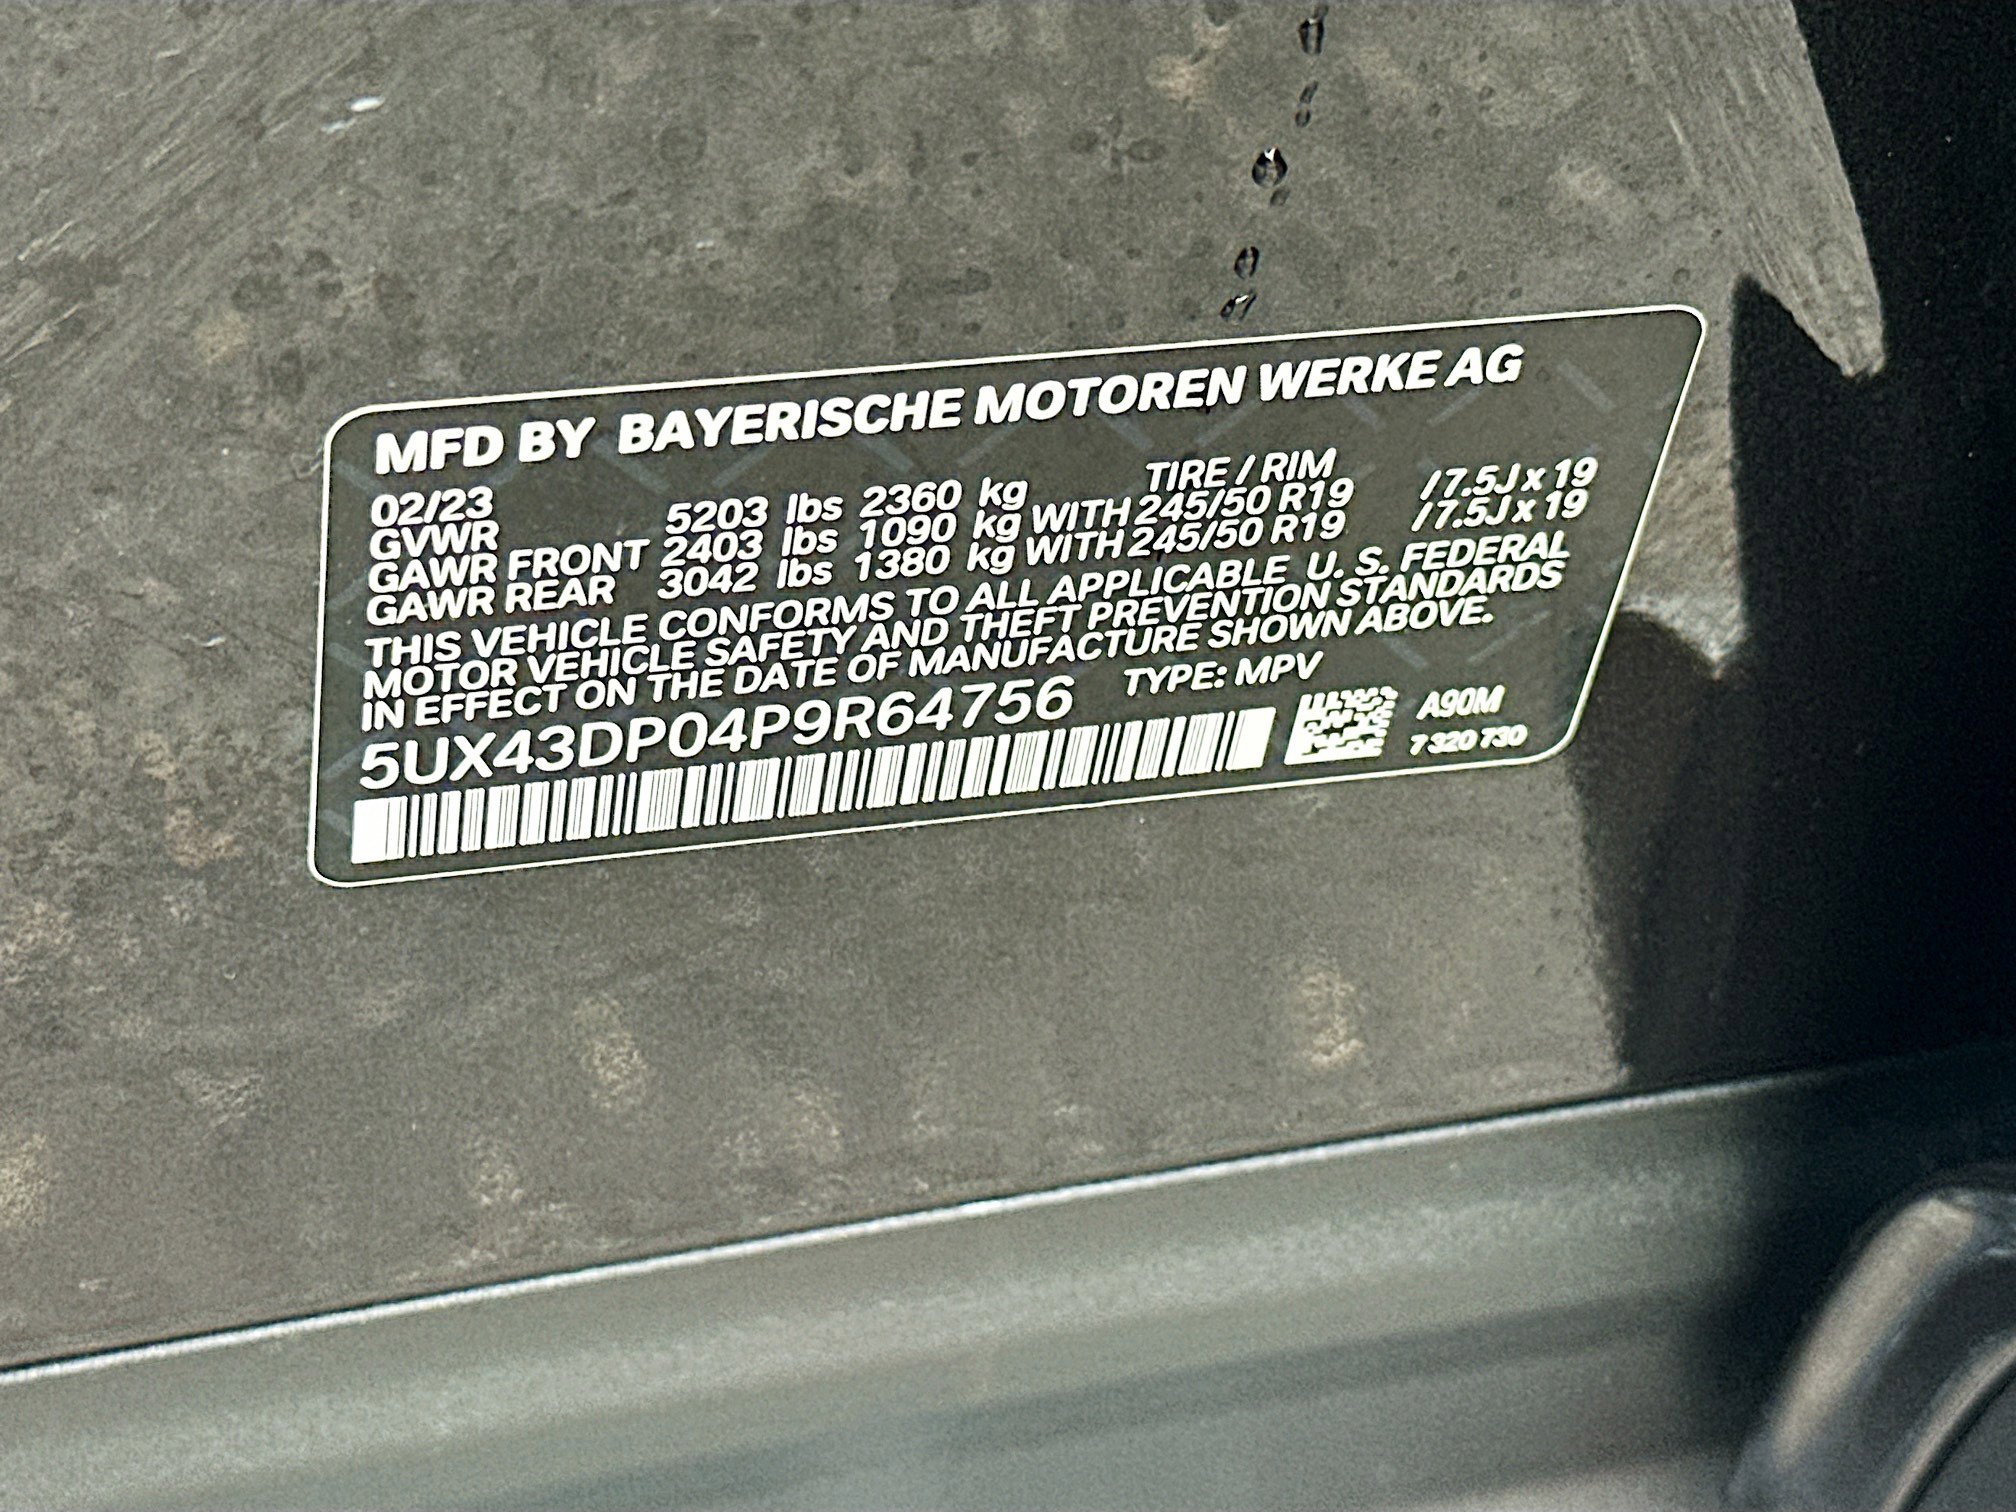 MFD BY BAYERISCHE MOTOREN WERKE AG
02/23 TIRE / RIM
GVWR 5203 lbs 2360 kg
GAWR FRONT 2403 lbs 1090 kg WITH 245/50 R19 / 7.5J x 19
GAWR REAR 3042 lbs 1380 kg WITH 245/50 R19 / 7.5J x 19
THIS VEHICLE CONFORMS TO ALL APPLICABLE U. S. FEDERAL
MOTOR VEHICLE SAFETY AND THEFT PREVENTION STANDARDS
IN EFFECT ON THE DATE OF MANUFACTURE SHOWN ABOVE.
5UX43DP04P9R64756 TYPE: MPV
A90M
7 320 730